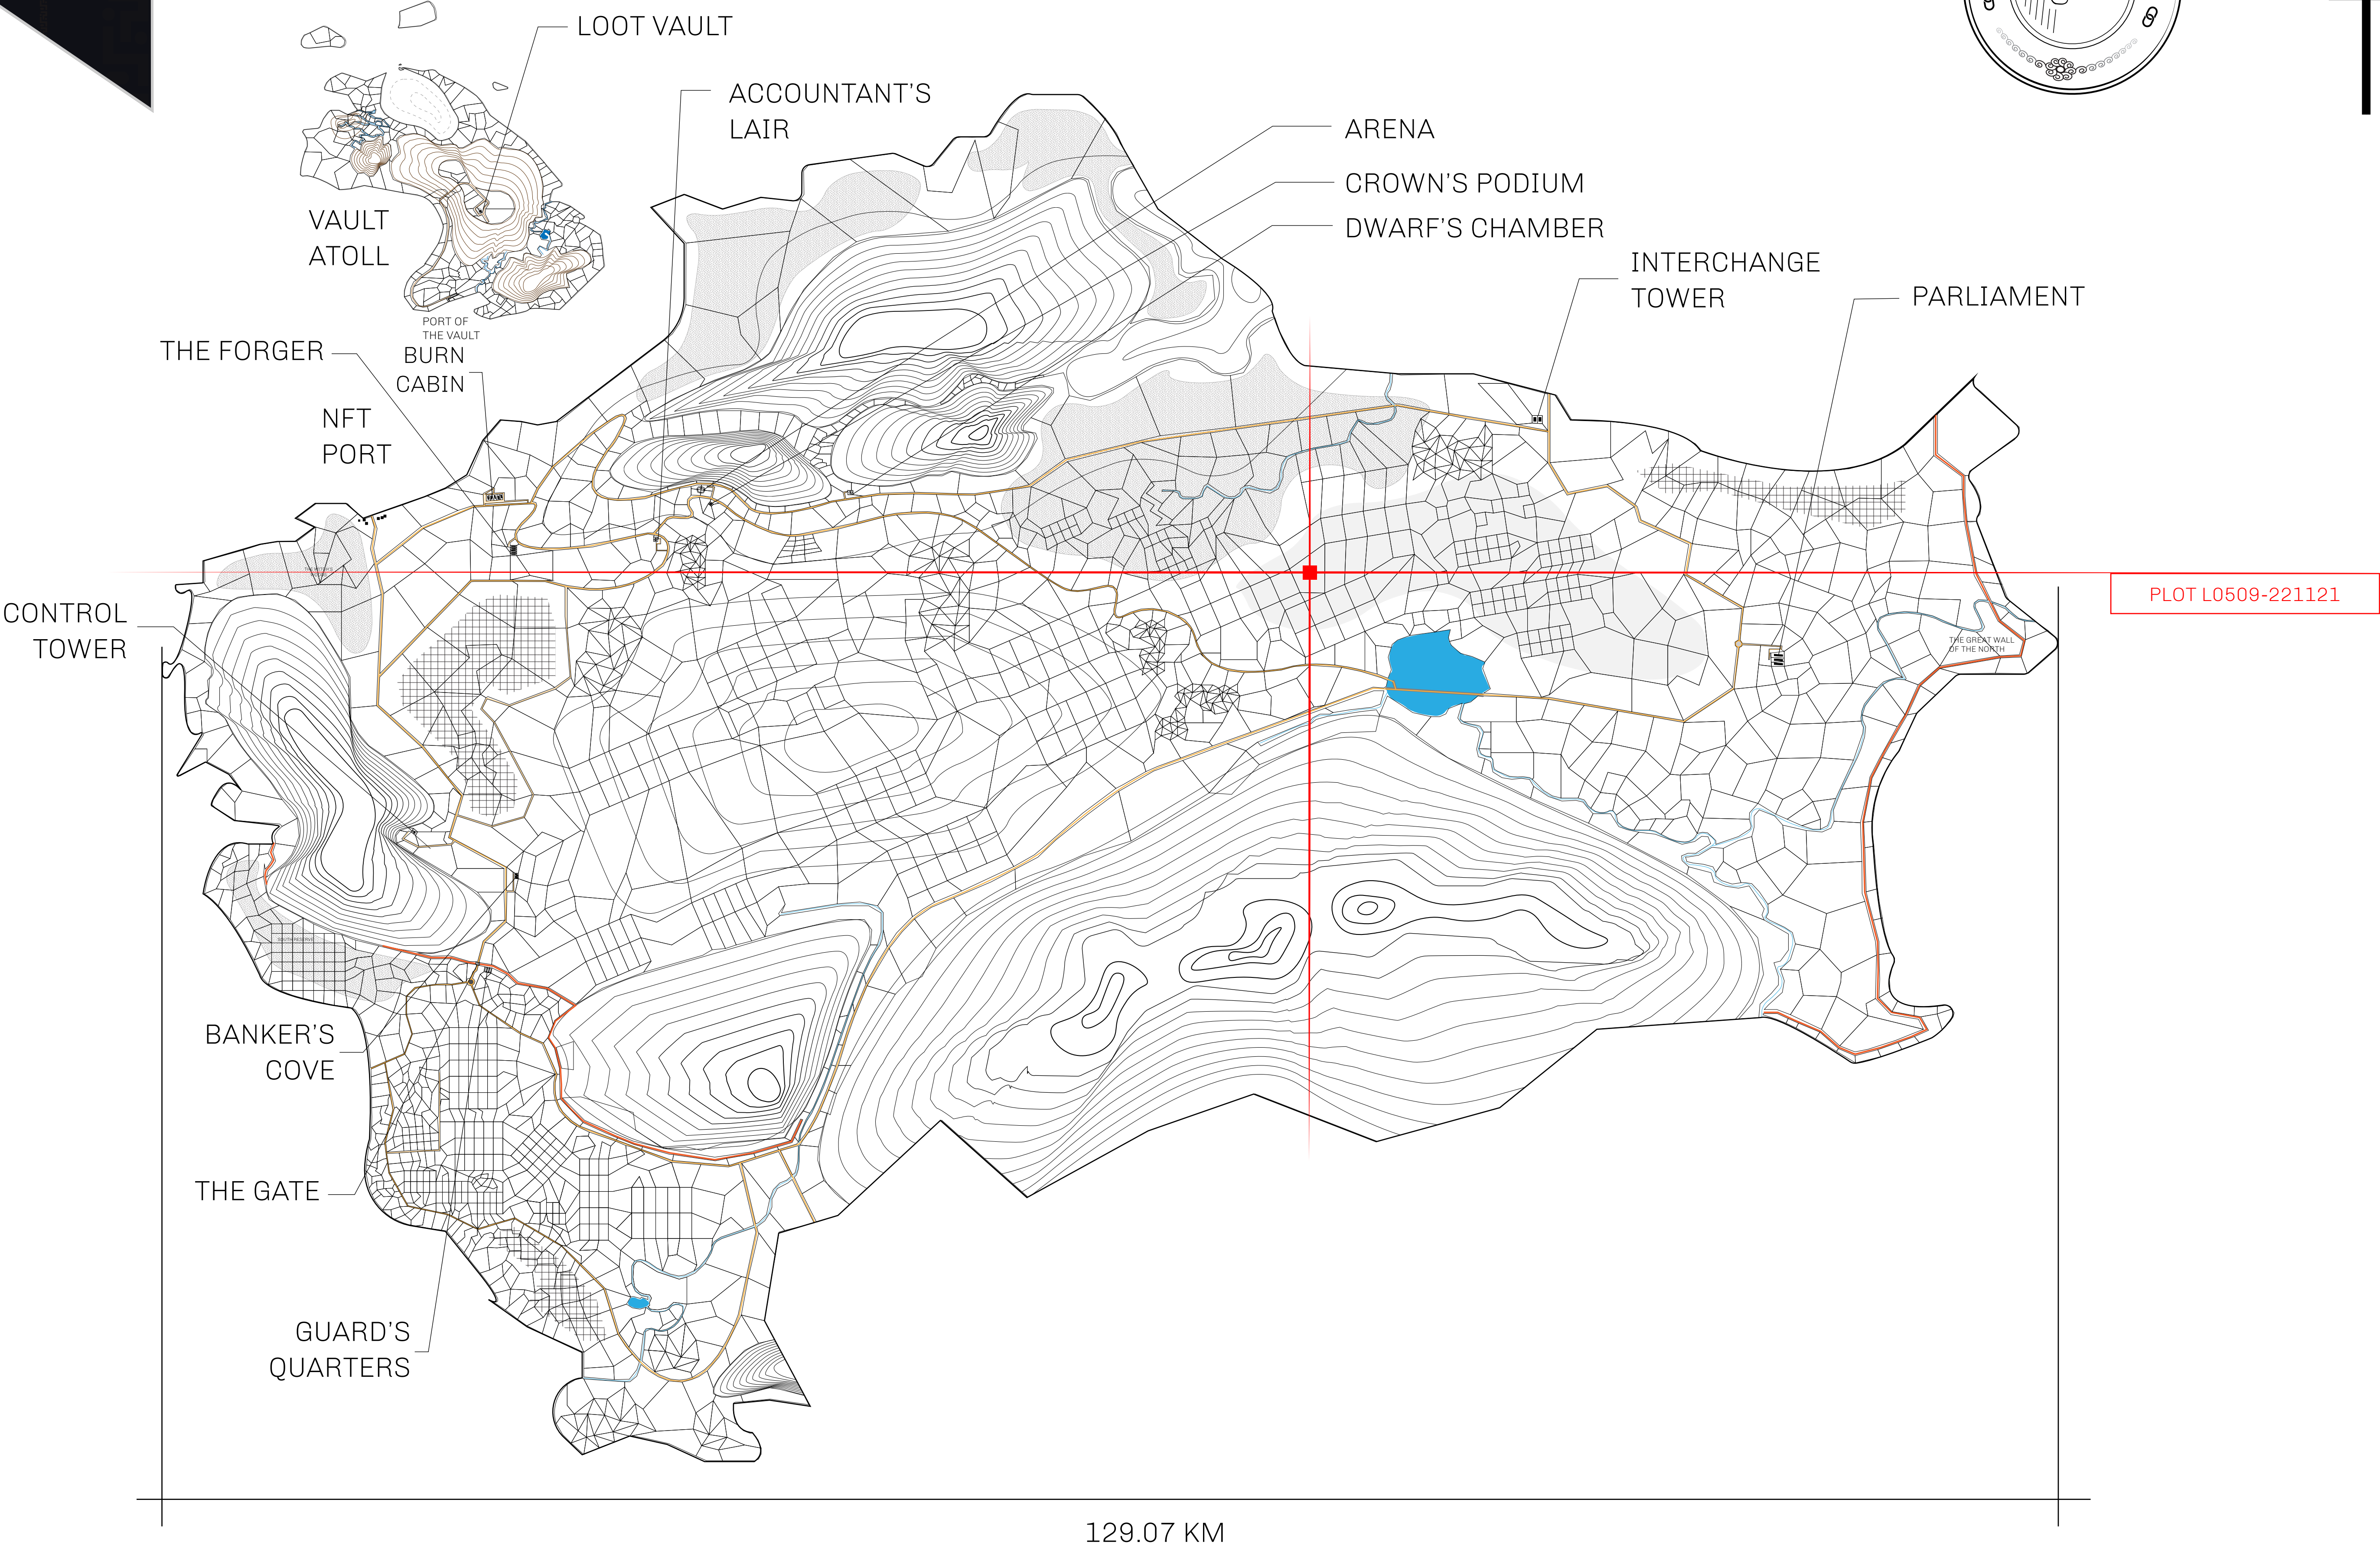 LOOT VAULT
ACCOUNTANT'S
LAIR
ARENA
CROWN'S PODIUM
DWARF'S CHAMBER
INTERCHANGE
TOWER
PARLIAMENT
VAULT
ATOLL
PORT OF
THE VAULT
THE FORGER
BURN
CABIN
NFT
PORT
CONTROL
TOWER
PLOT L0509-221121
THE GREAT WALL
OF THE NORTH
SOUTH RESERVE
BANKER'S
COVE
THE GATE
GUARD'S
QUARTERS
129.07 KM